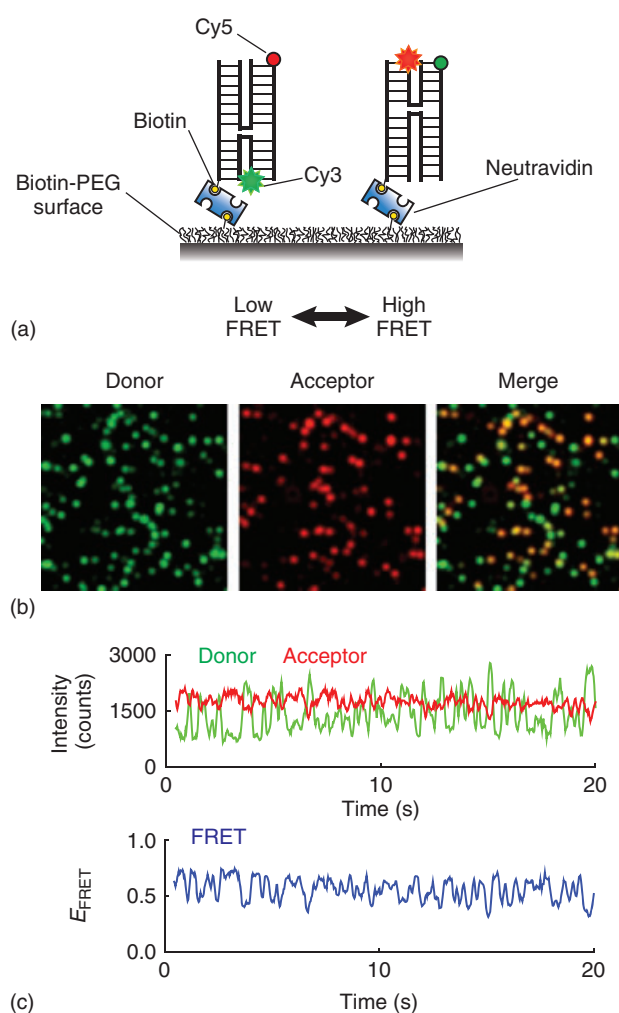 Cy5
Biotin
Cy3
Neutravidin
Biotin-PEG
surface
Low
FRET
High
FRET
(a)
Donor
Acceptor
Merge
(b)
Donor
Acceptor
3000
1500
0
Intensity
(counts)
0
10
20
Time (s)
FRET
1.0
0.5
0.0
EFRET
0
10
20
Time (s)
(c)